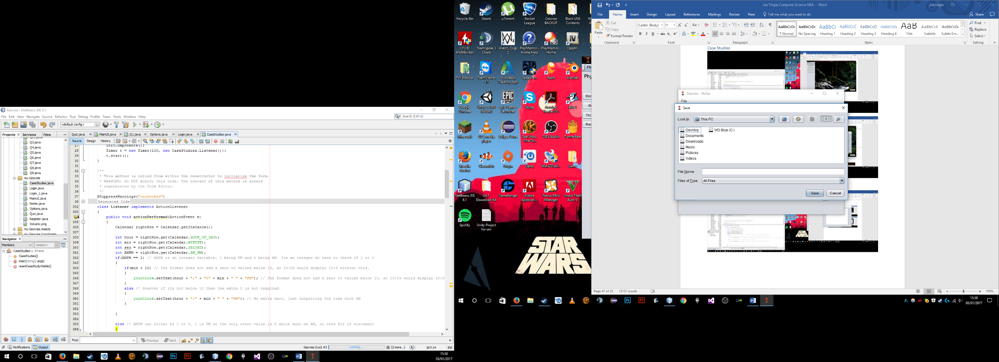 Geovise - NetBeans IDE 8.1
File Edit View Navigate Source Refactor Run Debug Profile Team Tools Window Help
Search (Ctrl+I)
<default config>
Projects Services Files
Q3.java
Q4.java
Q5.java
Q6.java
Q7.java
Q8.java
Q9.java
my.Geovise
CaseStudies.java
Login.java
Login_1.java
MainUI.java
Notes.java
Options.java
Quiz.java
Register.java
Volcanic.png
my.Geovise.Assets
my.Geovise.IconAssets
Navigator
Members <empty>
CaseStudies :: JFrame
CaseStudies()
main(String[] args)
resetCaseStudyVisible()
Quiz.java MainUI.java Q1.java Options.java Login.java CaseStudies.java
Source Design History
27 initComponents();
28 Timer t = new Timer(100, new CaseStudies.Listener());
29 t.start();
30 }
31
32 /**
33 * This method is called from within the constructor to initialize the form.
34 * WARNING: Do NOT modify this code. The content of this method is always
35 * regenerated by the Form Editor.
36 */
37 @SuppressWarnings("unchecked")
38 Generated Code
332 class Listener implements ActionListener
333 {
public void actionPerformed(ActionEvent e)
335 {
336 Calendar rightNow = Calendar.getInstance();
337
338 int hour = rightNow.get(Calendar.HOUR_OF_DAY);
339 int min = rightNow.get(Calendar.MINUTE);
340 int sec = rightNow.get(Calendar.SECOND);
341 int AMPM = rightNow.get(Calendar.AM_PM);
342 if(AMPM == 1) // AMPM is an integer variable, 1 being PM and 0 being AM. Its an integer so have to check if 1 or 0
343 {
344 if(min < 10) // The format does not add a zero to values below 10, so 10:09 would display 10:9 without this.
345 {
346 yourClock.setText(hour + ":" + "0" + min + " " + "PM"); // The format does not add a zero to values below 10, so 10:09 would display 10:9
347 }
348 else // However if its not below 10 then the extra 0 is not required.
349 {
350 yourClock.setText(hour + ":" + min + " " + "PM"); // No extra zero, just outputting the time with PM
351 }
352
353 }
354
355 else // AMPM can either be 1 or 0, 1 is PM so the only other value is 0 which must be AM, no need for if statement
356 {
Find: Previous Next
Notifications Output
Geovise (run) #3 running... (2 more...) 367:14 INS
15:50
03/01/2017
Recycle Bin Steam µTorrent Rocket League Geovise BACKUP Black USB Contents
CPUID HWMonitor TeamSpeak 3 Client Watch_Dogs 2 PlayMemor... Home Help PlayMemor... Home OpenIV
Tor Browser TeamViewer 11 Autodesk Desktop App SpeedFan Raptr blender
Google Chrome Unity 5.5.0f3 (64-bit) Epic Games Launcher Skype Acrobat Reader DC BlueJ
Minecraft VLC media player Eclipse Luna Star Wars -The Ol... OBS Studio TunnelBear
Mozilla Firefox Clownfish Origin Uplay Win32Diskl... Game
NetBeans IDE 8.1 GoT Download Kit GameRanger Adobe Applicati... Nexus Mod Manager Grand Theft Auto V
Spotify Unity Project for uni
STAR
WARS
Joe Tingle Computer Science NEA - Word
joe tingle
File Home Insert Design Layout References Mailings Review View Tell me what you want to do Share
Paste Cut
Copy
Format Painter
Clipboard
Calibri (Body) 11
Font Paragraph
AaBbCcDc AaBbCcDc AaBbC( AaBbCcD AaBbCcD AaBbCcDc AaB AaBbCcD AaBbCcDt
¶ Normal No Spacing Heading 1 Heading 2 Heading 3 Heading 4 Title Subtitle Subtle Em...
Styles
Find
Replace
Select
Editing
Case Studies
Geovise - Notes
File
Save
Look In: This PC
Desktop WD Blue (C:)
Documents
Downloads
Music
Pictures
Videos
File Name:
Files of Type: All Files
Save Cancel
Page 47 of 52 13131 words
100%
15:50
03/01/2017